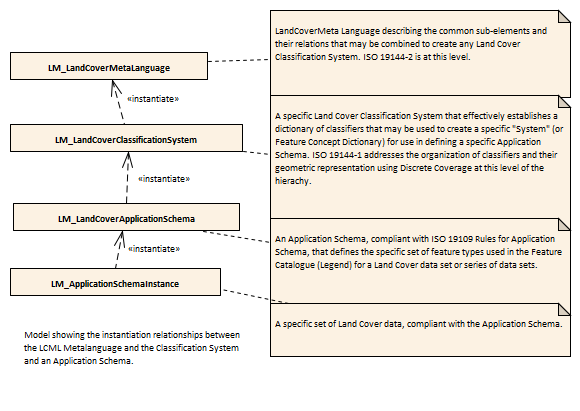 LandCoverMeta Language describing the common sub-elements and
their relations that may be combined to create any Land Cover
Classification System. ISO 19144-2 is at this level.
LM_LandCoverMetaLanguage
«instantiate»
A specific Land Cover Classification System that effectively establishes a
dictionary of classifiers that may be used to create a specific "System" (or
Feature Concept Dictionary) for use in defining a specific Application
Schema. ISO 19144-1 addresses the organization of classifiers and their
geometric representation using Discrete Coverage at this level of the
hierachy.
LM_LandCoverClassificationSystem
«instantiate»
LM_LandCoverApplicationSchema
An Application Schema, compliant with ISO 19109 Rules for Application
Schema, that defines the specific set of feature types used in the Feature
Catalogue (Legend) for a Land Cover data set or series of data sets.
«instantiate»
LM_ApplicationSchemaInstance
A specific set of Land Cover data, compliant with the Application Schema.
Model showing the instantiation relationships between
the LCML Metalanguage and the Classification System
and an Application Schema.